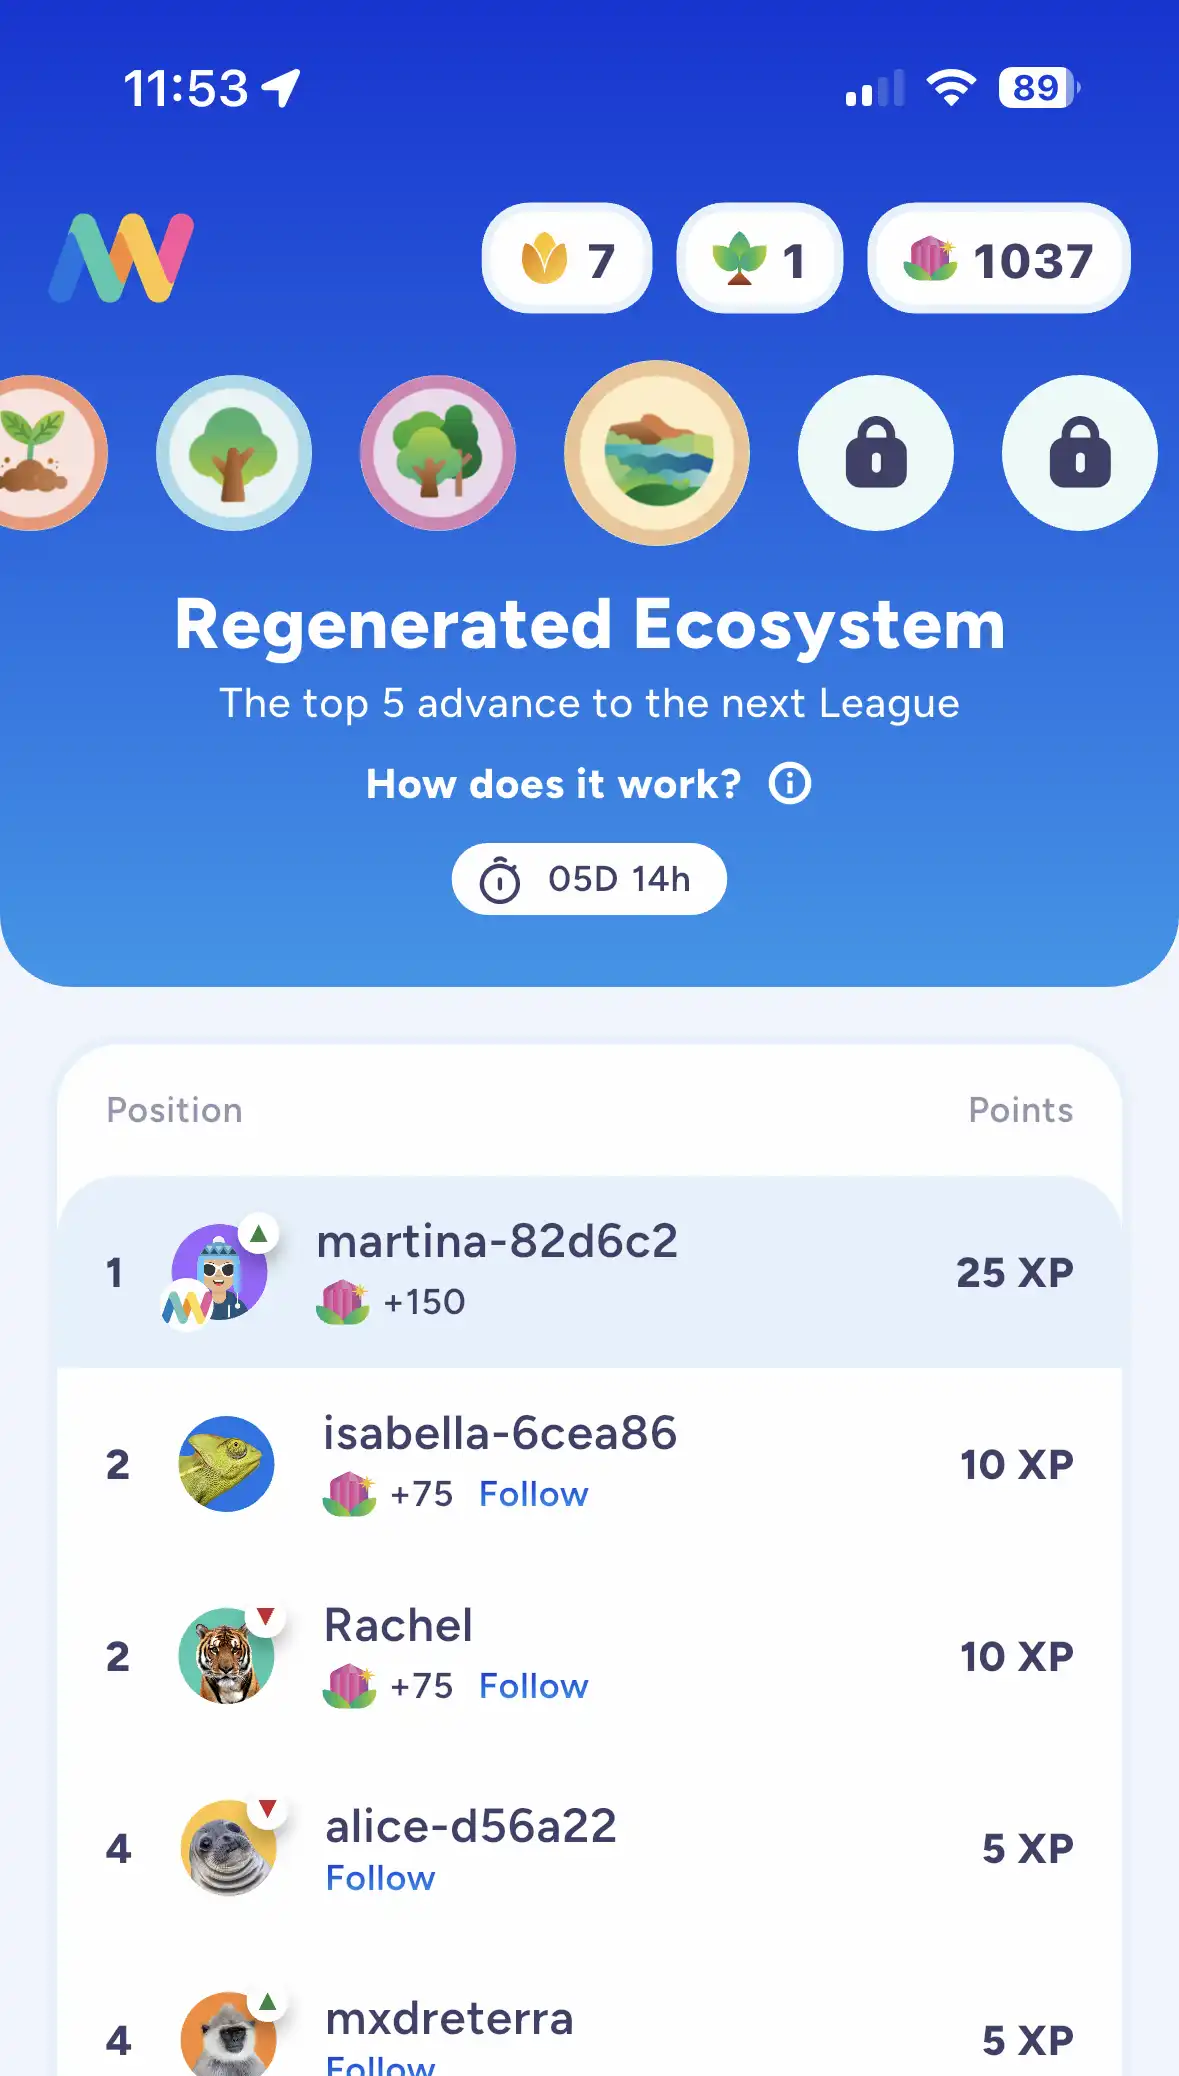 11:53
89
7
1
1037
Regenerated Ecosystem
The top 5 advance to the next League
How does it work?
05D 14h
Position Points
1 martina-82d6c2 25 XP
+150
2 isabella-6cea86 10 XP
+75 Follow
2 Rachel 10 XP
+75 Follow
4 alice-d56a22 5 XP
Follow
4 mxdreterra 5 XP
Follow